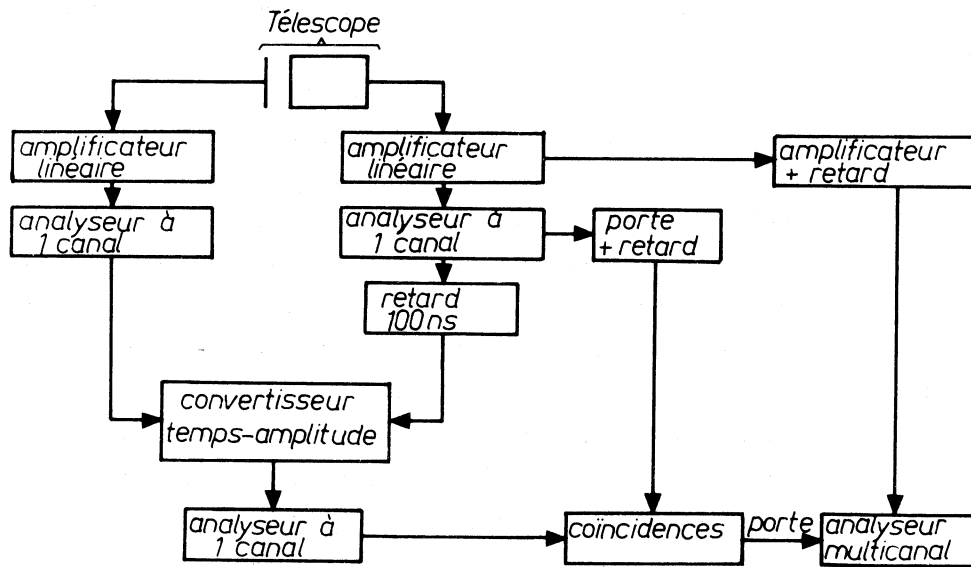 Télescope
amplificateur
linéaire
amplificateur
linéaire
amplificateur
+ retard
analyseur à
1 canal
analyseur à
1 canal
porte
+ retard
retard
100 ns
convertisseur
temps-amplitude
analyseur à
1 canal
coïncidences
porte
analyseur
multicanal